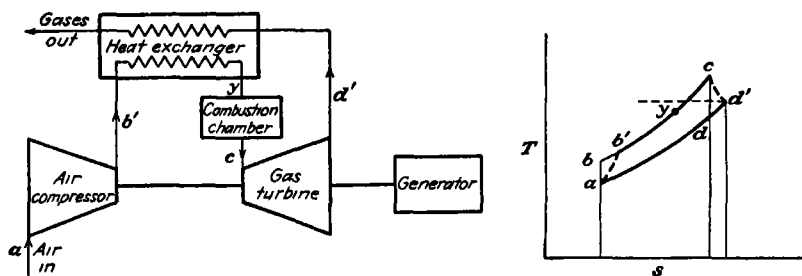 Gases
out
Heat exchanger
y
Combustion
chamber
b'
d'
c
Air
compressor
Gas
turbine
Generator
a
Air
in
T
c
y
d'
b'
d
b
a
s